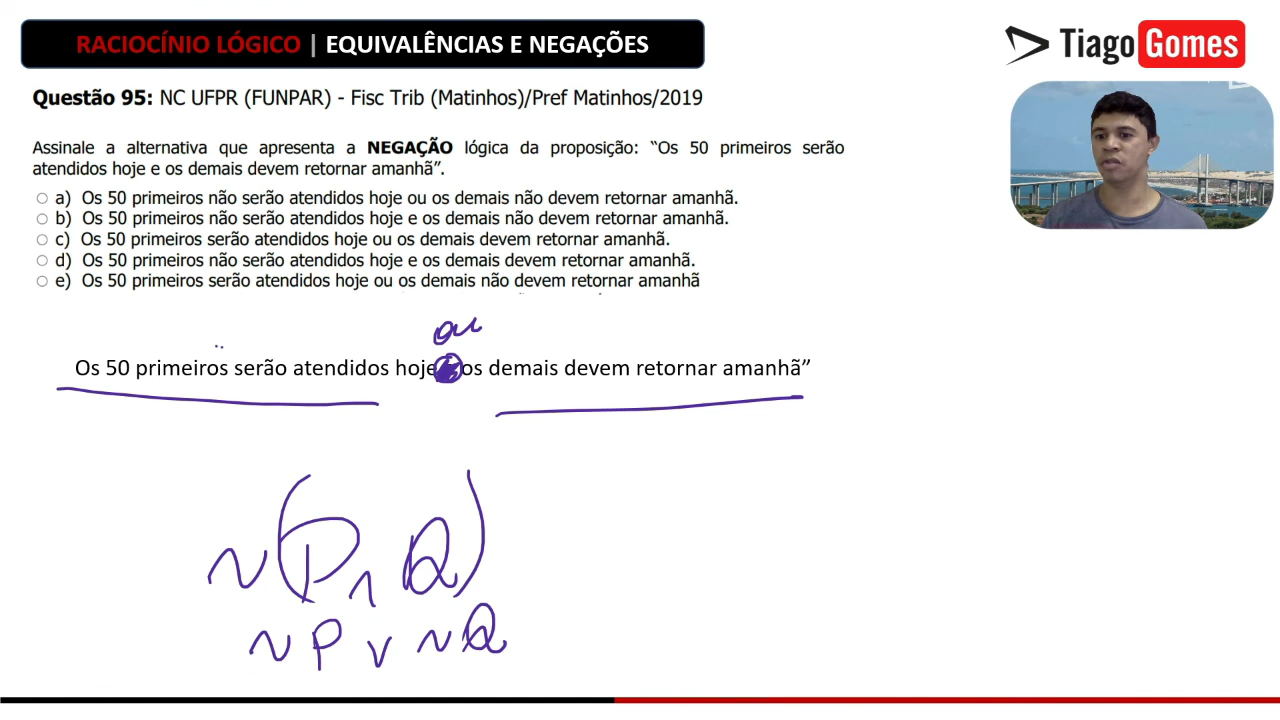 RACIOCÍNIO LÓGICO | EQUIVALÊNCIAS E NEGAÇÕES
Tiago Gomes
Questão 95: NC UFPR (FUNPAR) - Fisc Trib (Matinhos)/Pref Matinhos/2019
Assinale a alternativa que apresenta a NEGAÇÃO lógica da proposição: “Os 50 primeiros serão
atendidos hoje e os demais devem retornar amanhã”.
a) Os 50 primeiros não serão atendidos hoje ou os demais não devem retornar amanhã.
b) Os 50 primeiros não serão atendidos hoje e os demais não devem retornar amanhã.
c) Os 50 primeiros serão atendidos hoje ou os demais devem retornar amanhã.
d) Os 50 primeiros não serão atendidos hoje e os demais devem retornar amanhã.
e) Os 50 primeiros serão atendidos hoje ou os demais não devem retornar amanhã
ou
Os 50 primeiros serão atendidos hoje os demais devem retornar amanhã”
~(P ∧ Q)
~P ∨ ~Q